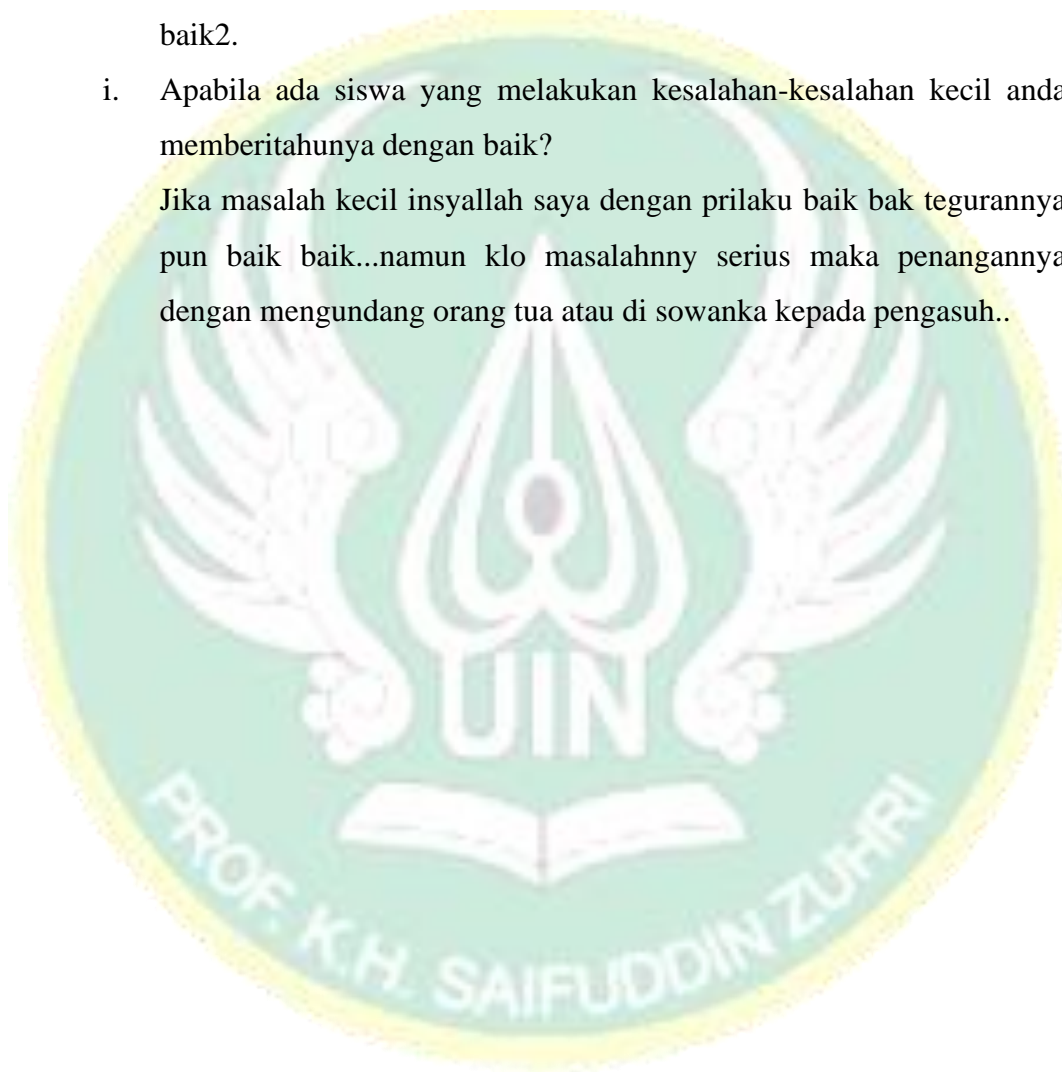 baik2.
i. Apabila ada siswa yang melakukan kesalahan-kesalahan kecil anda
memberitahunya dengan baik?
Jika masalah kecil insyallah saya dengan prilaku baik bak tegurannya
pun baik baik...namun klo masalahnny serius maka penangannya
dengan mengundang orang tua atau di sowanka kepada pengasuh..
UIN
PROF. K.H. SAIFUDDIN ZUHRI